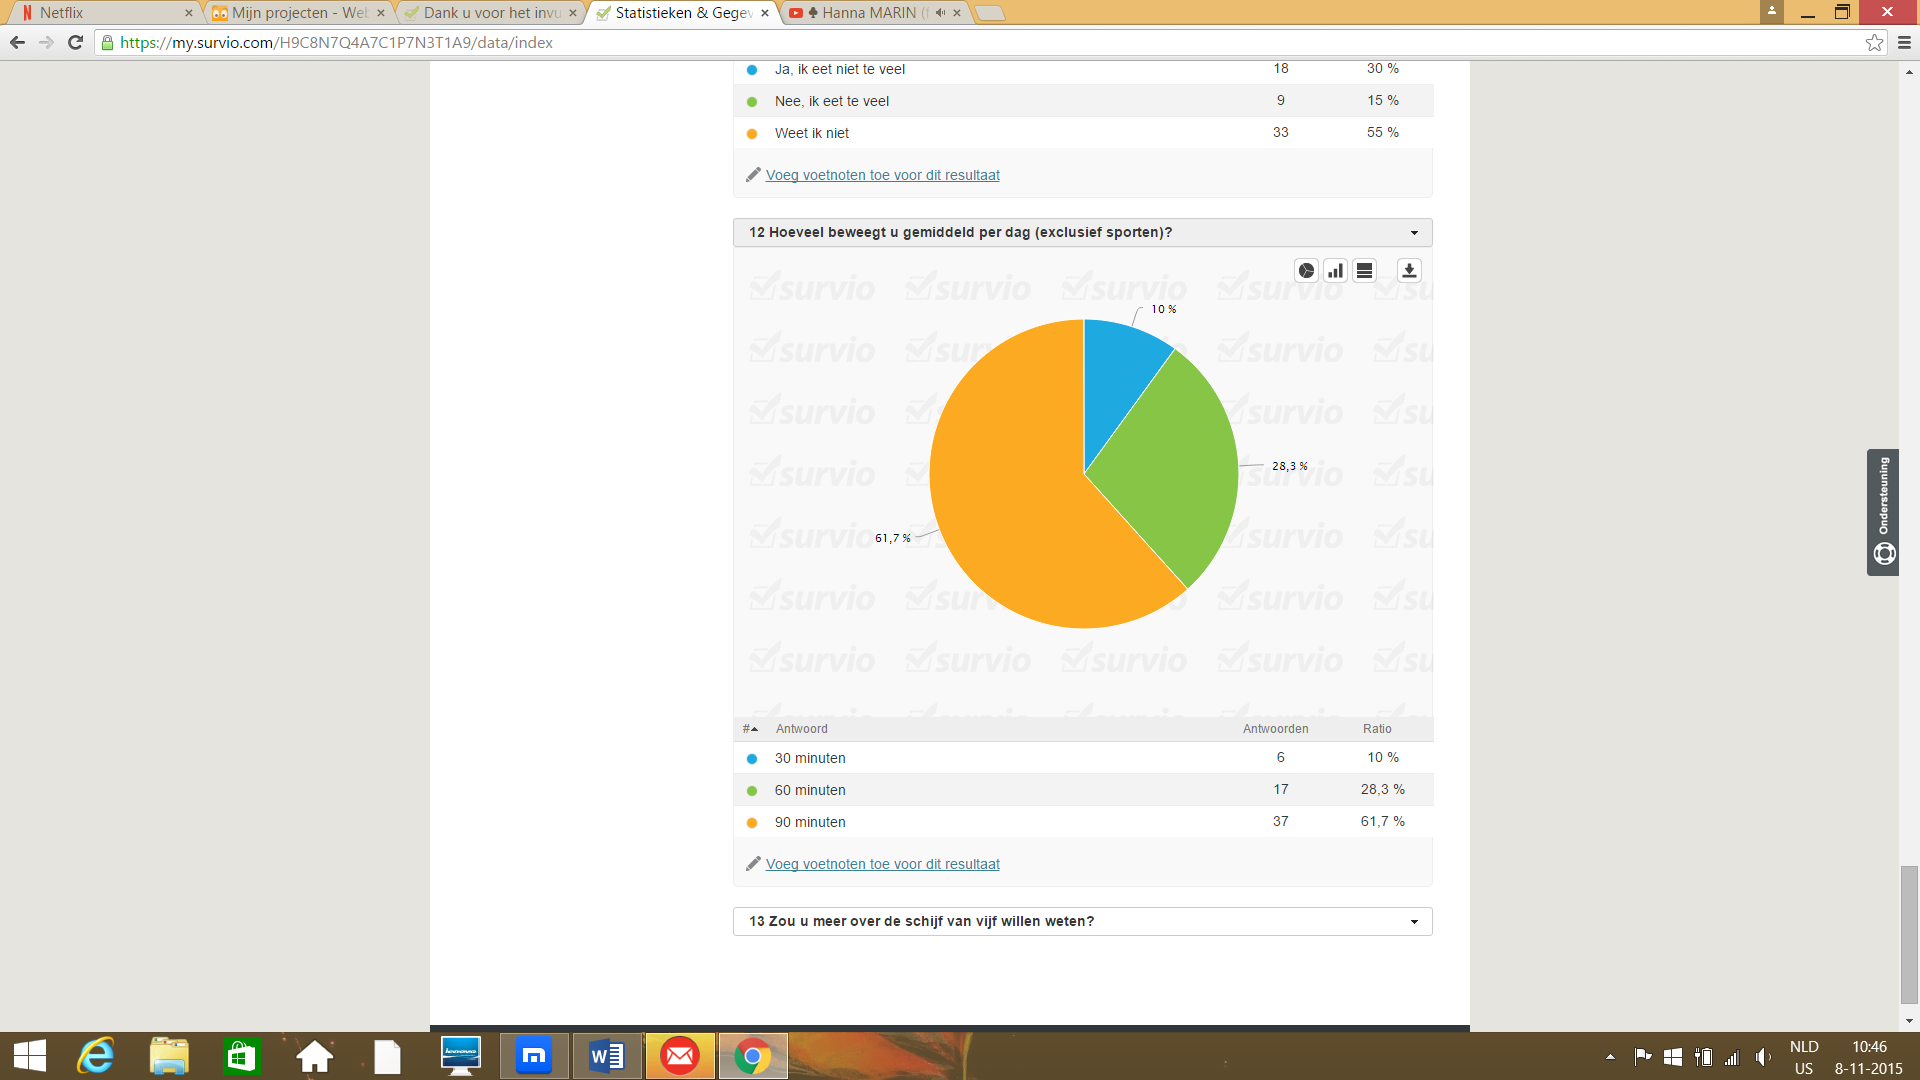 Netflix
Mijn projecten - Wel
Dank u voor het invu
Statistieken & Gegev
Hanna MARIN (f
https://my.survio.com/H9C8N7Q4A7C1P7N3T1A9/data/index
Ja, ik eet niet te veel 18 30 %
Nee, ik eet te veel 9 15 %
Weet ik niet 33 55 %
Voeg voetnoten toe voor dit resultaat
12 Hoeveel beweegt u gemiddeld per dag (exclusief sporten)?
survio survio survio survio su
10 %
28,3 %
61,7 %
Ondersteuning
# Antwoord Antwoorden Ratio
30 minuten 6 10 %
60 minuten 17 28,3 %
90 minuten 37 61,7 %
Voeg voetnoten toe voor dit resultaat
13 Zou u meer over de schijf van vijf willen weten?
NLD 10:46
US 8-11-2015